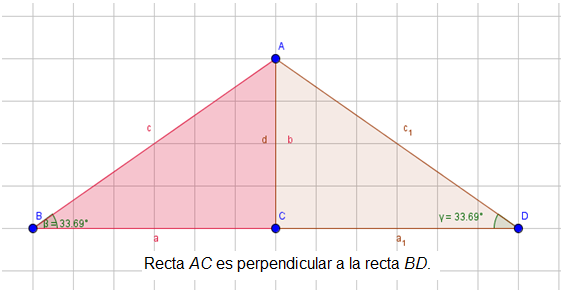 A
c
c₁
d b
B
β = 33.69°
C
γ = 33.69°
D
a
a₁
Recta AC es perpendicular a la recta BD.